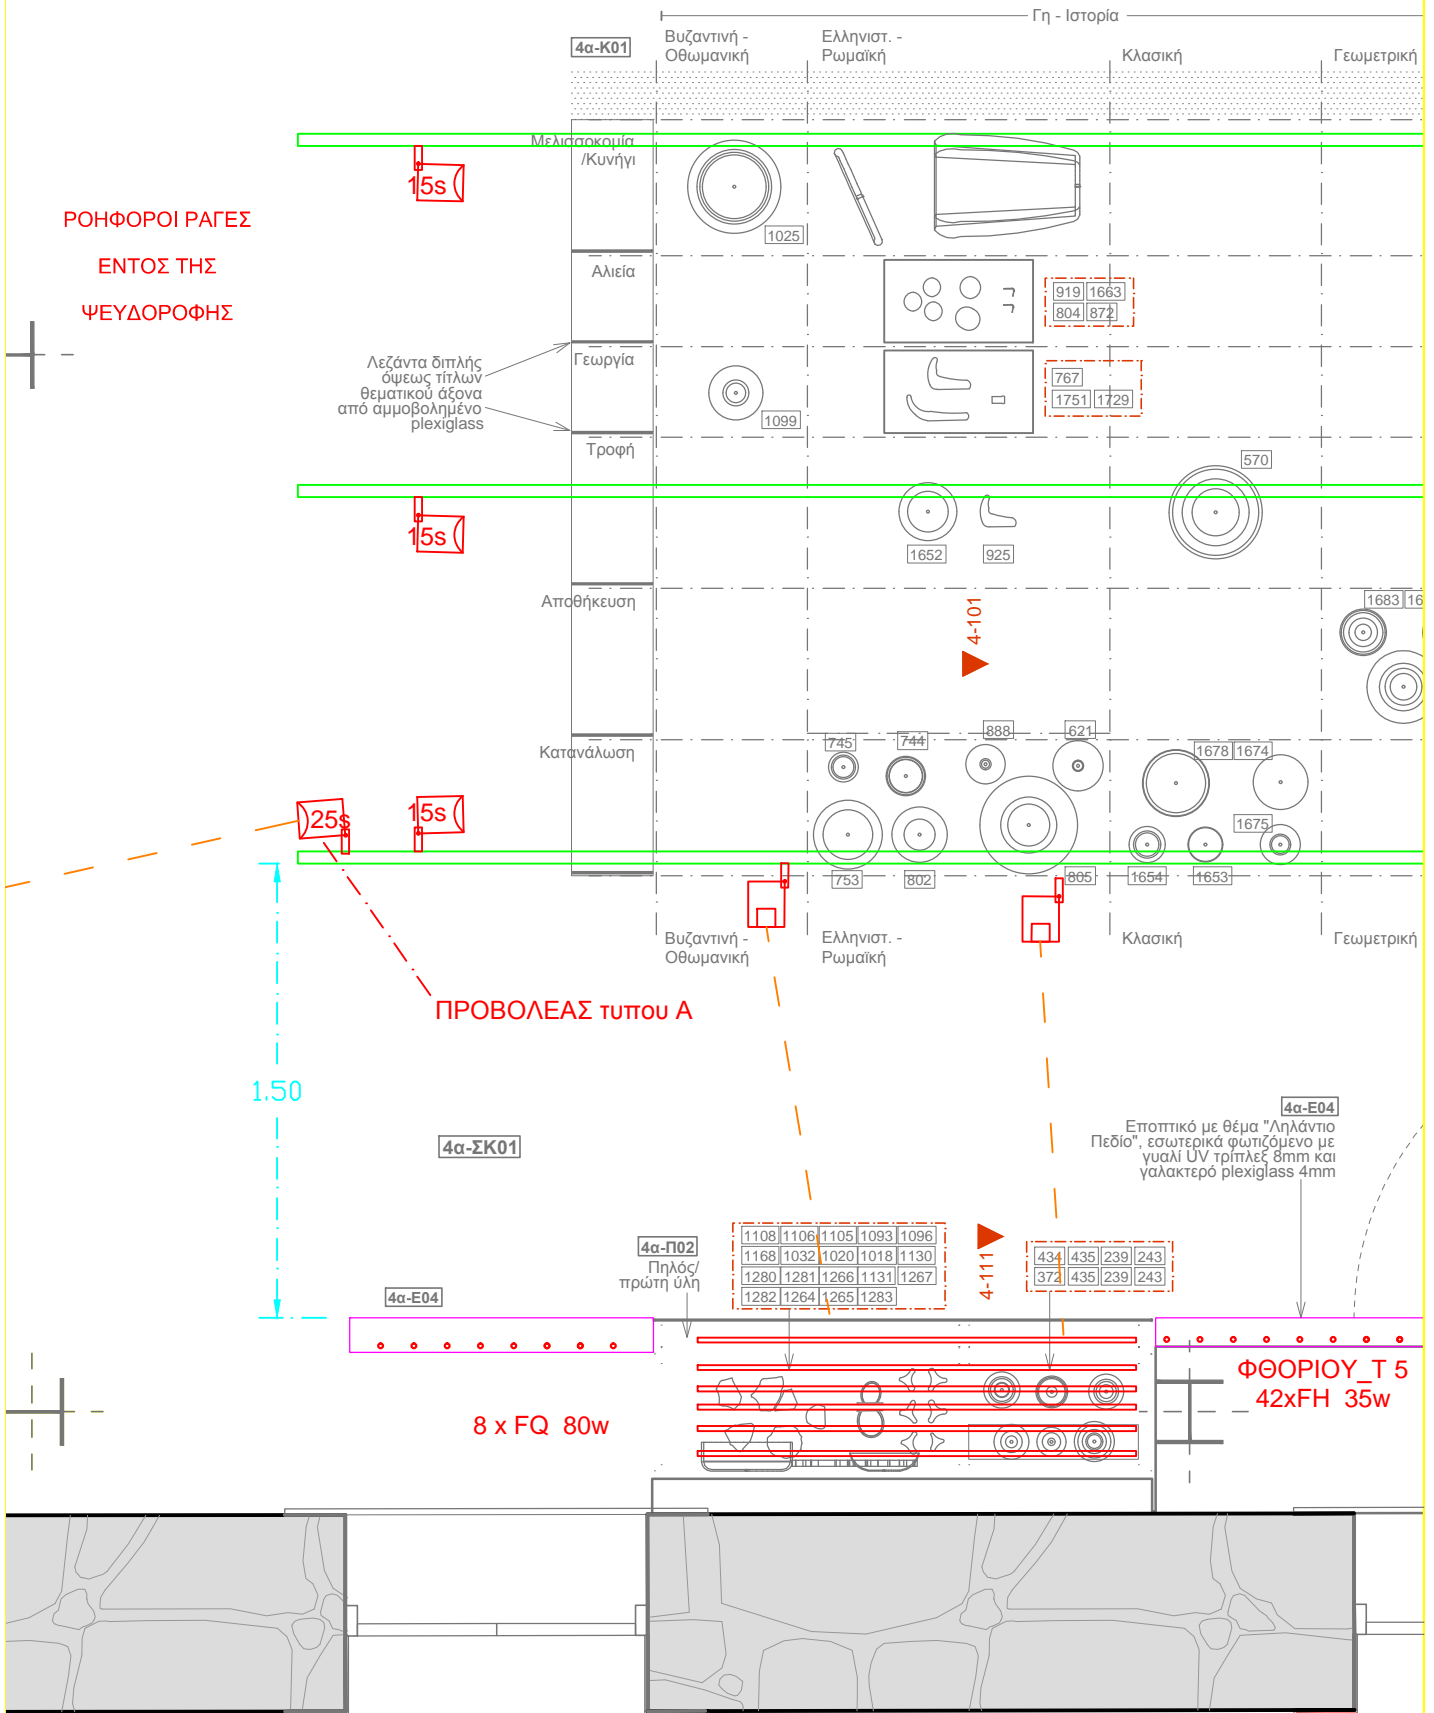 Γη - Ιστορία
4α-Κ01
Βυζαντινή -
Οθωμανική
Ελληνιστ. -
Ρωμαϊκή
Κλασική
Γεωμετρική
Μελισσοκομία
/Κυνήγι
15s
1025
ΡΟΗΦΟΡΟΙ ΡΑΓΕΣ
ΕΝΤΟΣ ΤΗΣ
ΨΕΥΔΟΡΟΦΗΣ
Αλιεία
919 1663
804 872
Λεζάντα διπλής
όψεως τίτλων
θεματικού άξονα
από αμμοβολημένο
plexiglass
Γεωργία
767
1751 1729
1099
Τροφή
570
15s
1652 925
Αποθήκευση
4-101
1683 16
Κατανάλωση
745 744 888 621
1678 1674
25s
15s
1675
753 802 805 1654 1653
Βυζαντινή -
Οθωμανική
Ελληνιστ. -
Ρωμαϊκή
Κλασική
Γεωμετρική
ΠΡΟΒΟΛΕΑΣ τυπου Α
1.50
4α-ΣΚ01
4α-Ε04
Εποπτικό με θέμα "Ληλάντιο
Πεδίο", εσωτερικά φωτιζόμενο με
γυαλί UV τρίπλεξ 8mm και
γαλακτερό plexiglass 4mm
4α-Π02
Πηλός/
πρώτη ύλη
1108 1106 1105 1093 1096
1168 1032 1020 1018 1130
1280 1281 1266 1131 1267
1282 1264 1265 1283
4-111
434 435 239 243
372 435 239 243
4α-Ε04
8 x FQ 80w
ΦΘΟΡΙΟΥ_Τ 5
42xFH 35w